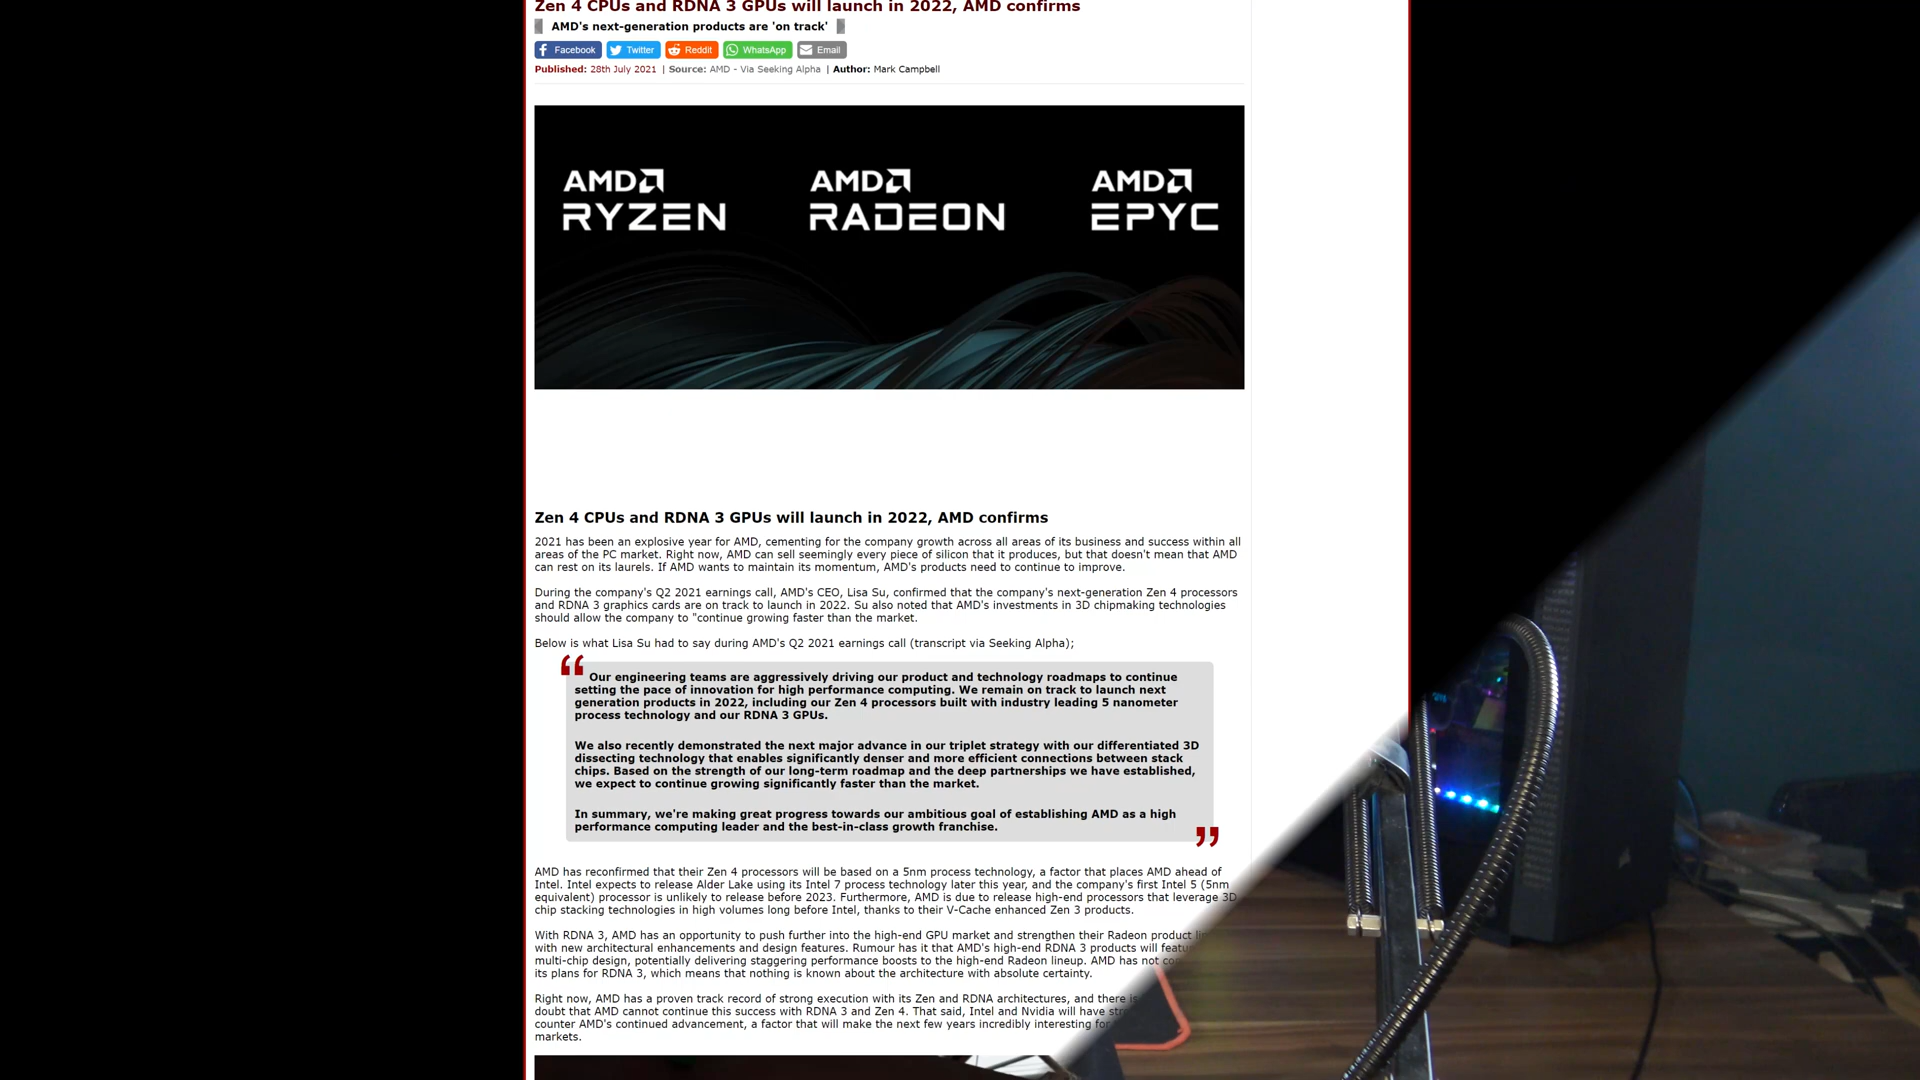 Zen 4 CPUs and RDNA 3 GPUs will launch in 2022, AMD confirms
AMD's next-generation products are 'on track'
Facebook Twitter Reddit WhatsApp Email
Published: 28th July 2021 | Source: AMD - Via Seeking Alpha | Author: Mark Campbell
AMD AMD AMD
RYZEN RADEON EPYC
Zen 4 CPUs and RDNA 3 GPUs will launch in 2022, AMD confirms
2021 has been an explosive year for AMD, cementing for the company growth across all areas of its business and success within all
areas of the PC market. Right now, AMD can sell seemingly every piece of silicon that it produces, but that doesn't mean that AMD
can rest on its laurels. If AMD wants to maintain its momentum, AMD's products need to continue to improve.
During the company's Q2 2021 earnings call, AMD's CEO, Lisa Su, confirmed that the company's next-generation Zen 4 processors
and RDNA 3 graphics cards are on track to launch in 2022. Su also noted that AMD's investments in 3D chipmaking technologies
should allow the company to "continue growing faster than the market.
Below is what Lisa Su had to say during AMD's Q2 2021 earnings call (transcript via Seeking Alpha);
“ Our engineering teams are aggressively driving our product and technology roadmaps to continue
setting the pace of innovation for high performance computing. We remain on track to launch next
generation products in 2022, including our Zen 4 processors built with industry leading 5 nanometer
process technology and our RDNA 3 GPUs.
We also recently demonstrated the next major advance in our triplet strategy with our differentiated 3D
dissecting technology that enables significantly denser and more efficient connections between stack
chips. Based on the strength of our long-term roadmap and the deep partnerships we have established,
we expect to continue growing significantly faster than the market.
In summary, we're making great progress towards our ambitious goal of establishing AMD as a high
performance computing leader and the best-in-class growth franchise. ”
AMD has reconfirmed that their Zen 4 processors will be based on a 5nm process technology, a factor that places AMD ahead of
Intel. Intel expects to release Alder Lake using its Intel 7 process technology later this year, and the company's first Intel 5 (5nm
equivalent) processor is unlikely to release before 2023. Furthermore, AMD is due to release high-end processors that leverage 3D
chip stacking technologies in high volumes long before Intel, thanks to their V-Cache enhanced Zen 3 products.
With RDNA 3, AMD has an opportunity to push further into the high-end GPU market and strengthen their Radeon product
with new architectural enhancements and design features. Rumour has it that AMD's high-end RDNA 3 products will
multi-chip design, potentially delivering staggering performance boosts to the high-end Radeon lineup. AMD has not
its plans for RDNA 3, which means that nothing is known about the architecture with absolute certainty.
Right now, AMD has a proven track record of strong execution with its Zen and RDNA architectures, and there is
doubt that AMD cannot continue this success with RDNA 3 and Zen 4. That said, Intel and Nvidia will have
counter AMD's continued advancement, a factor that will make the next few years incredibly interesting for
markets.